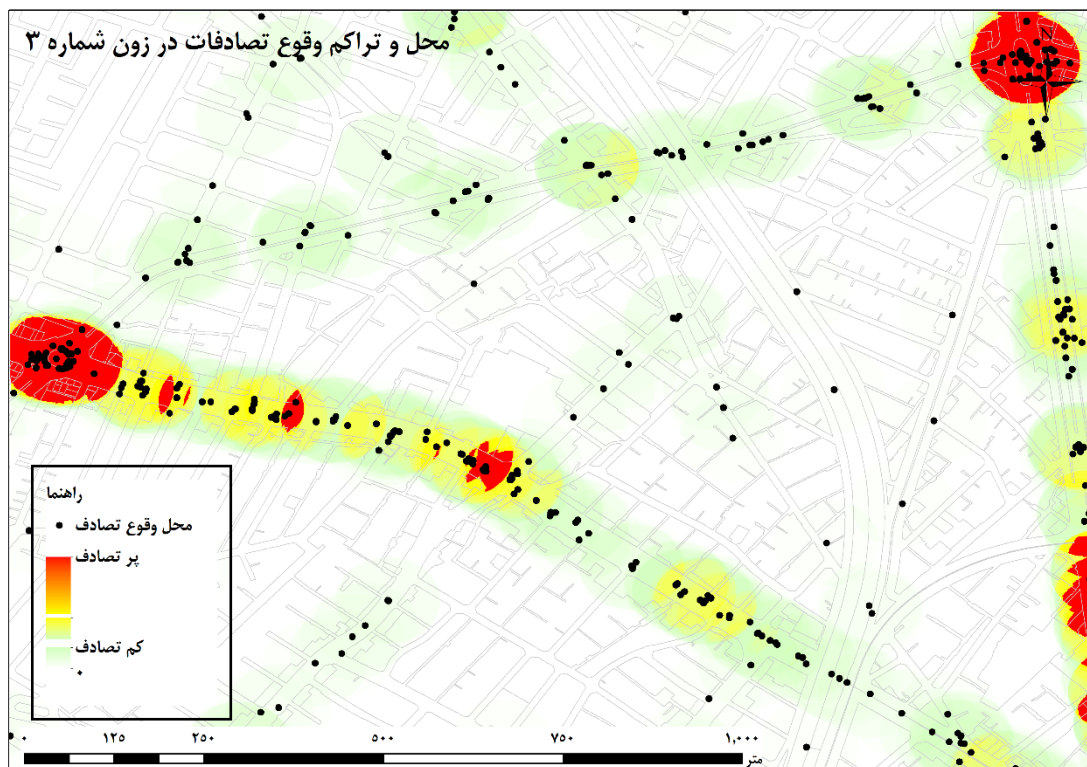 محل و تراکم وقوع تصادفات در زون شماره ۳
N
راهنما
محل وقوع تصادف
پر تصادف
کم تصادف
۰
۰ ۱۲۵ ۲۵۰ ۵۰۰ ۷۵۰ ۱,۰۰۰
متر